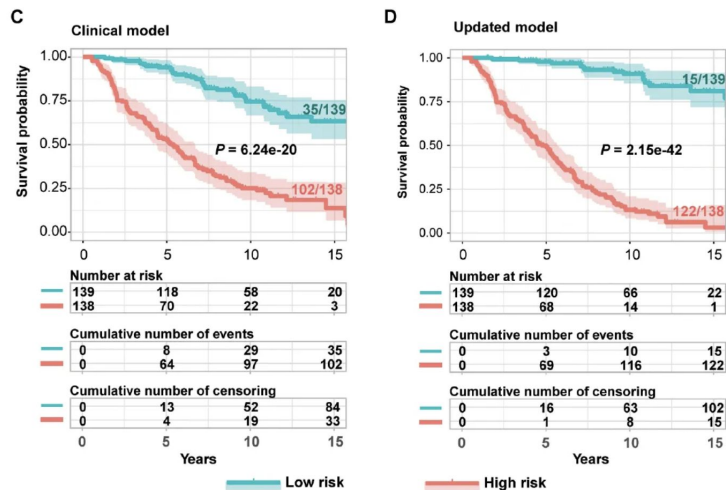 C
Clinical model
Survival probability
1.00
0.75
0.50
0.25
0.00
35/139
P = 6.24e-20
102/138
0 5 10 15
Number at risk
139 118 58 20
138 70 22 3
Cumulative number of events
0 8 29 35
0 64 97 102
Cumulative number of censoring
0 13 52 84
0 4 19 33
0 5 10 15
Years
D
Updated model
Survival probability
1.00
0.75
0.50
0.25
0.00
15/139
P = 2.15e-42
122/138
0 5 10 15
Number at risk
139 120 66 22
138 68 14 1
Cumulative number of events
0 3 10 15
0 69 116 122
Cumulative number of censoring
0 16 63 102
0 1 8 15
0 5 10 15
Years
Low risk
High risk